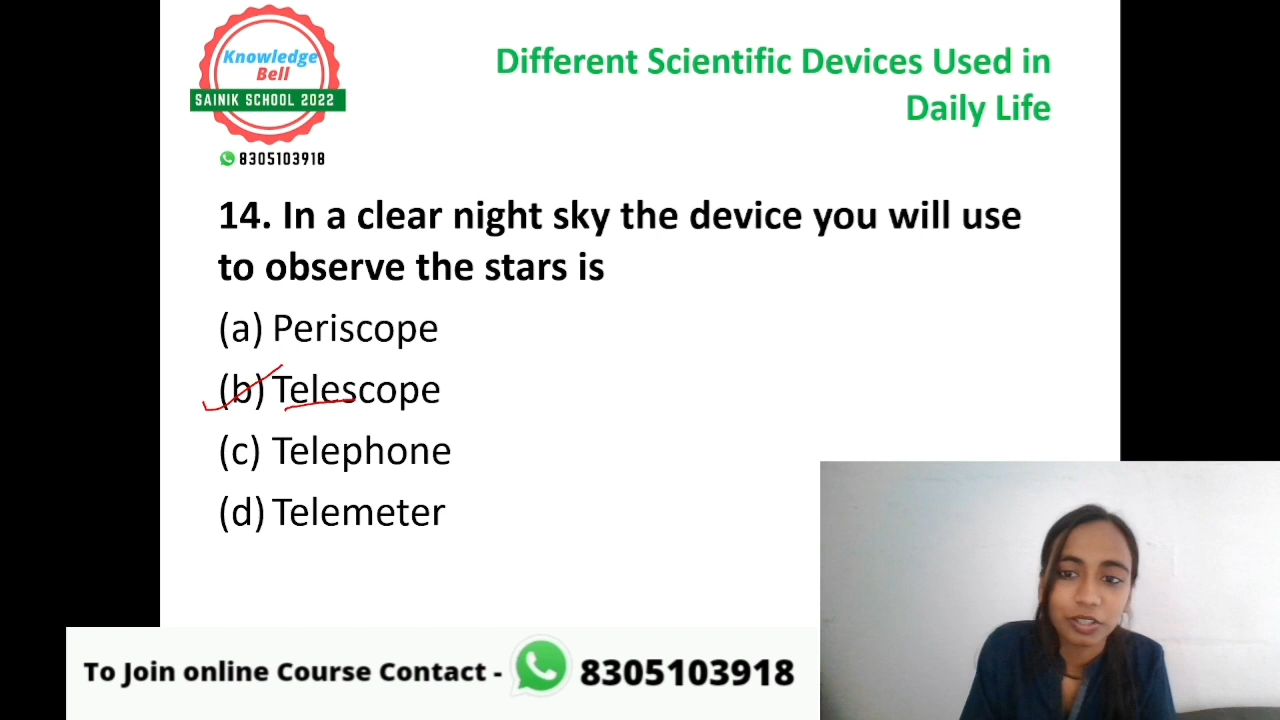 Knowledge
Bell
SAINIK SCHOOL 2022
8305103918
Different Scientific Devices Used in
Daily Life
14. In a clear night sky the device you will use
to observe the stars is
(a) Periscope
(b) Telescope
(c) Telephone
(d) Telemeter
To Join online Course Contact - 8305103918